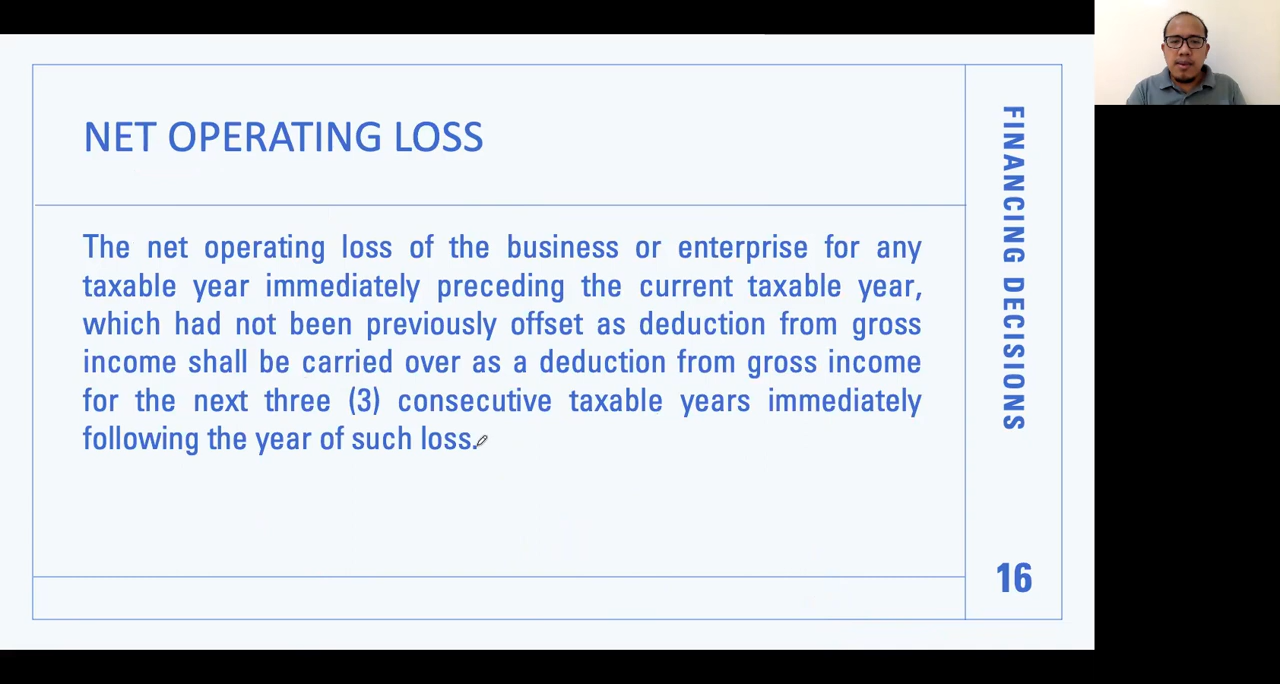 NET OPERATING LOSS
The net operating loss of the business or enterprise for any
taxable year immediately preceding the current taxable year,
which had not been previously offset as deduction from gross
income shall be carried over as a deduction from gross income
for the next three (3) consecutive taxable years immediately
following the year of such loss.
FINANCING DECISIONS
16